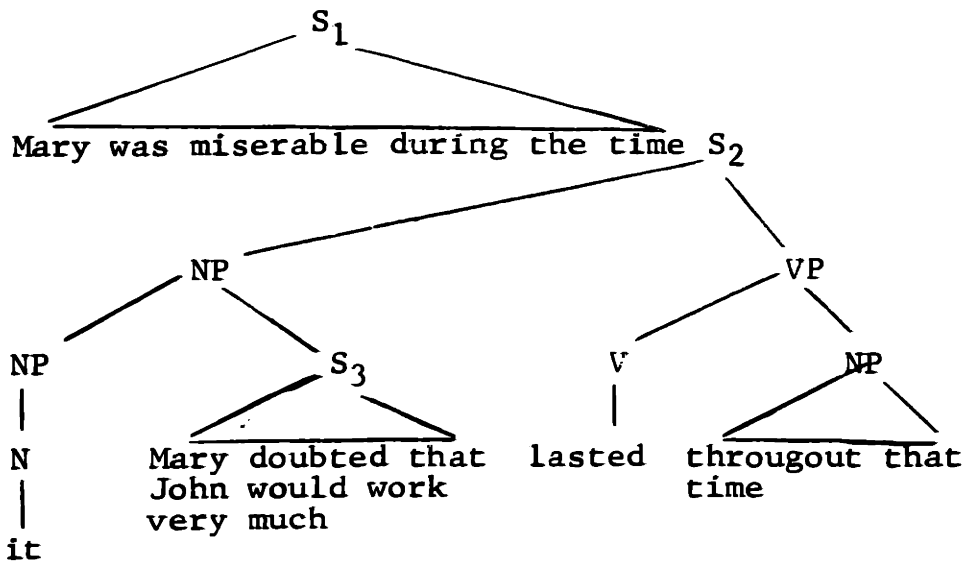 S1
Mary was miserable during the time S2
NP VP
NP S3 V NP
N Mary doubted that lasted througout that
John would work time
very much
it